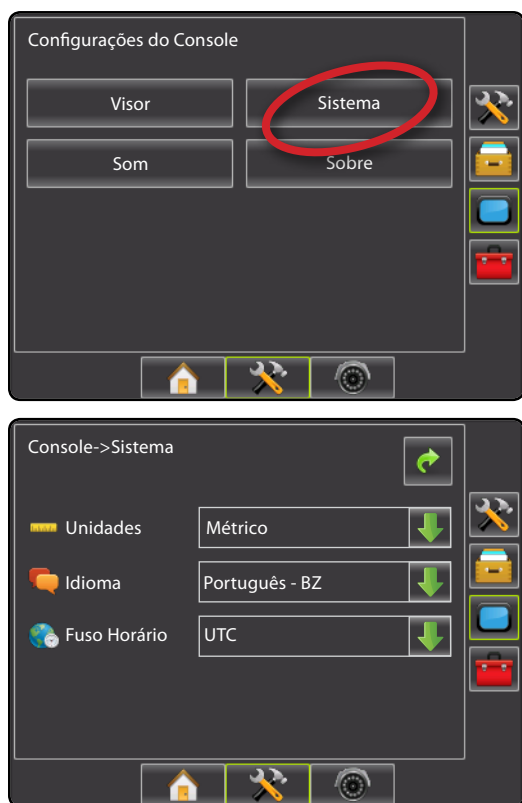 Configurações do Console
Visor
Sistema
Som
Sobre
Console->Sistema
Unidades
Métrico
Idioma
Português - BZ
Fuso Horário
UTC